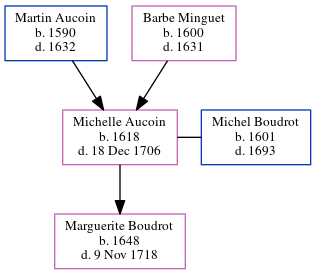 Martin Aucoin
b. 1590
d. 1632
Barbe Minguet
b. 1600
d. 1631
Michelle Aucoin
b. 1618
d. 18 Dec 1706
Michel Boudrot
b. 1601
d. 1693
Marguerite Boudrot
b. 1648
d. 9 Nov 1718